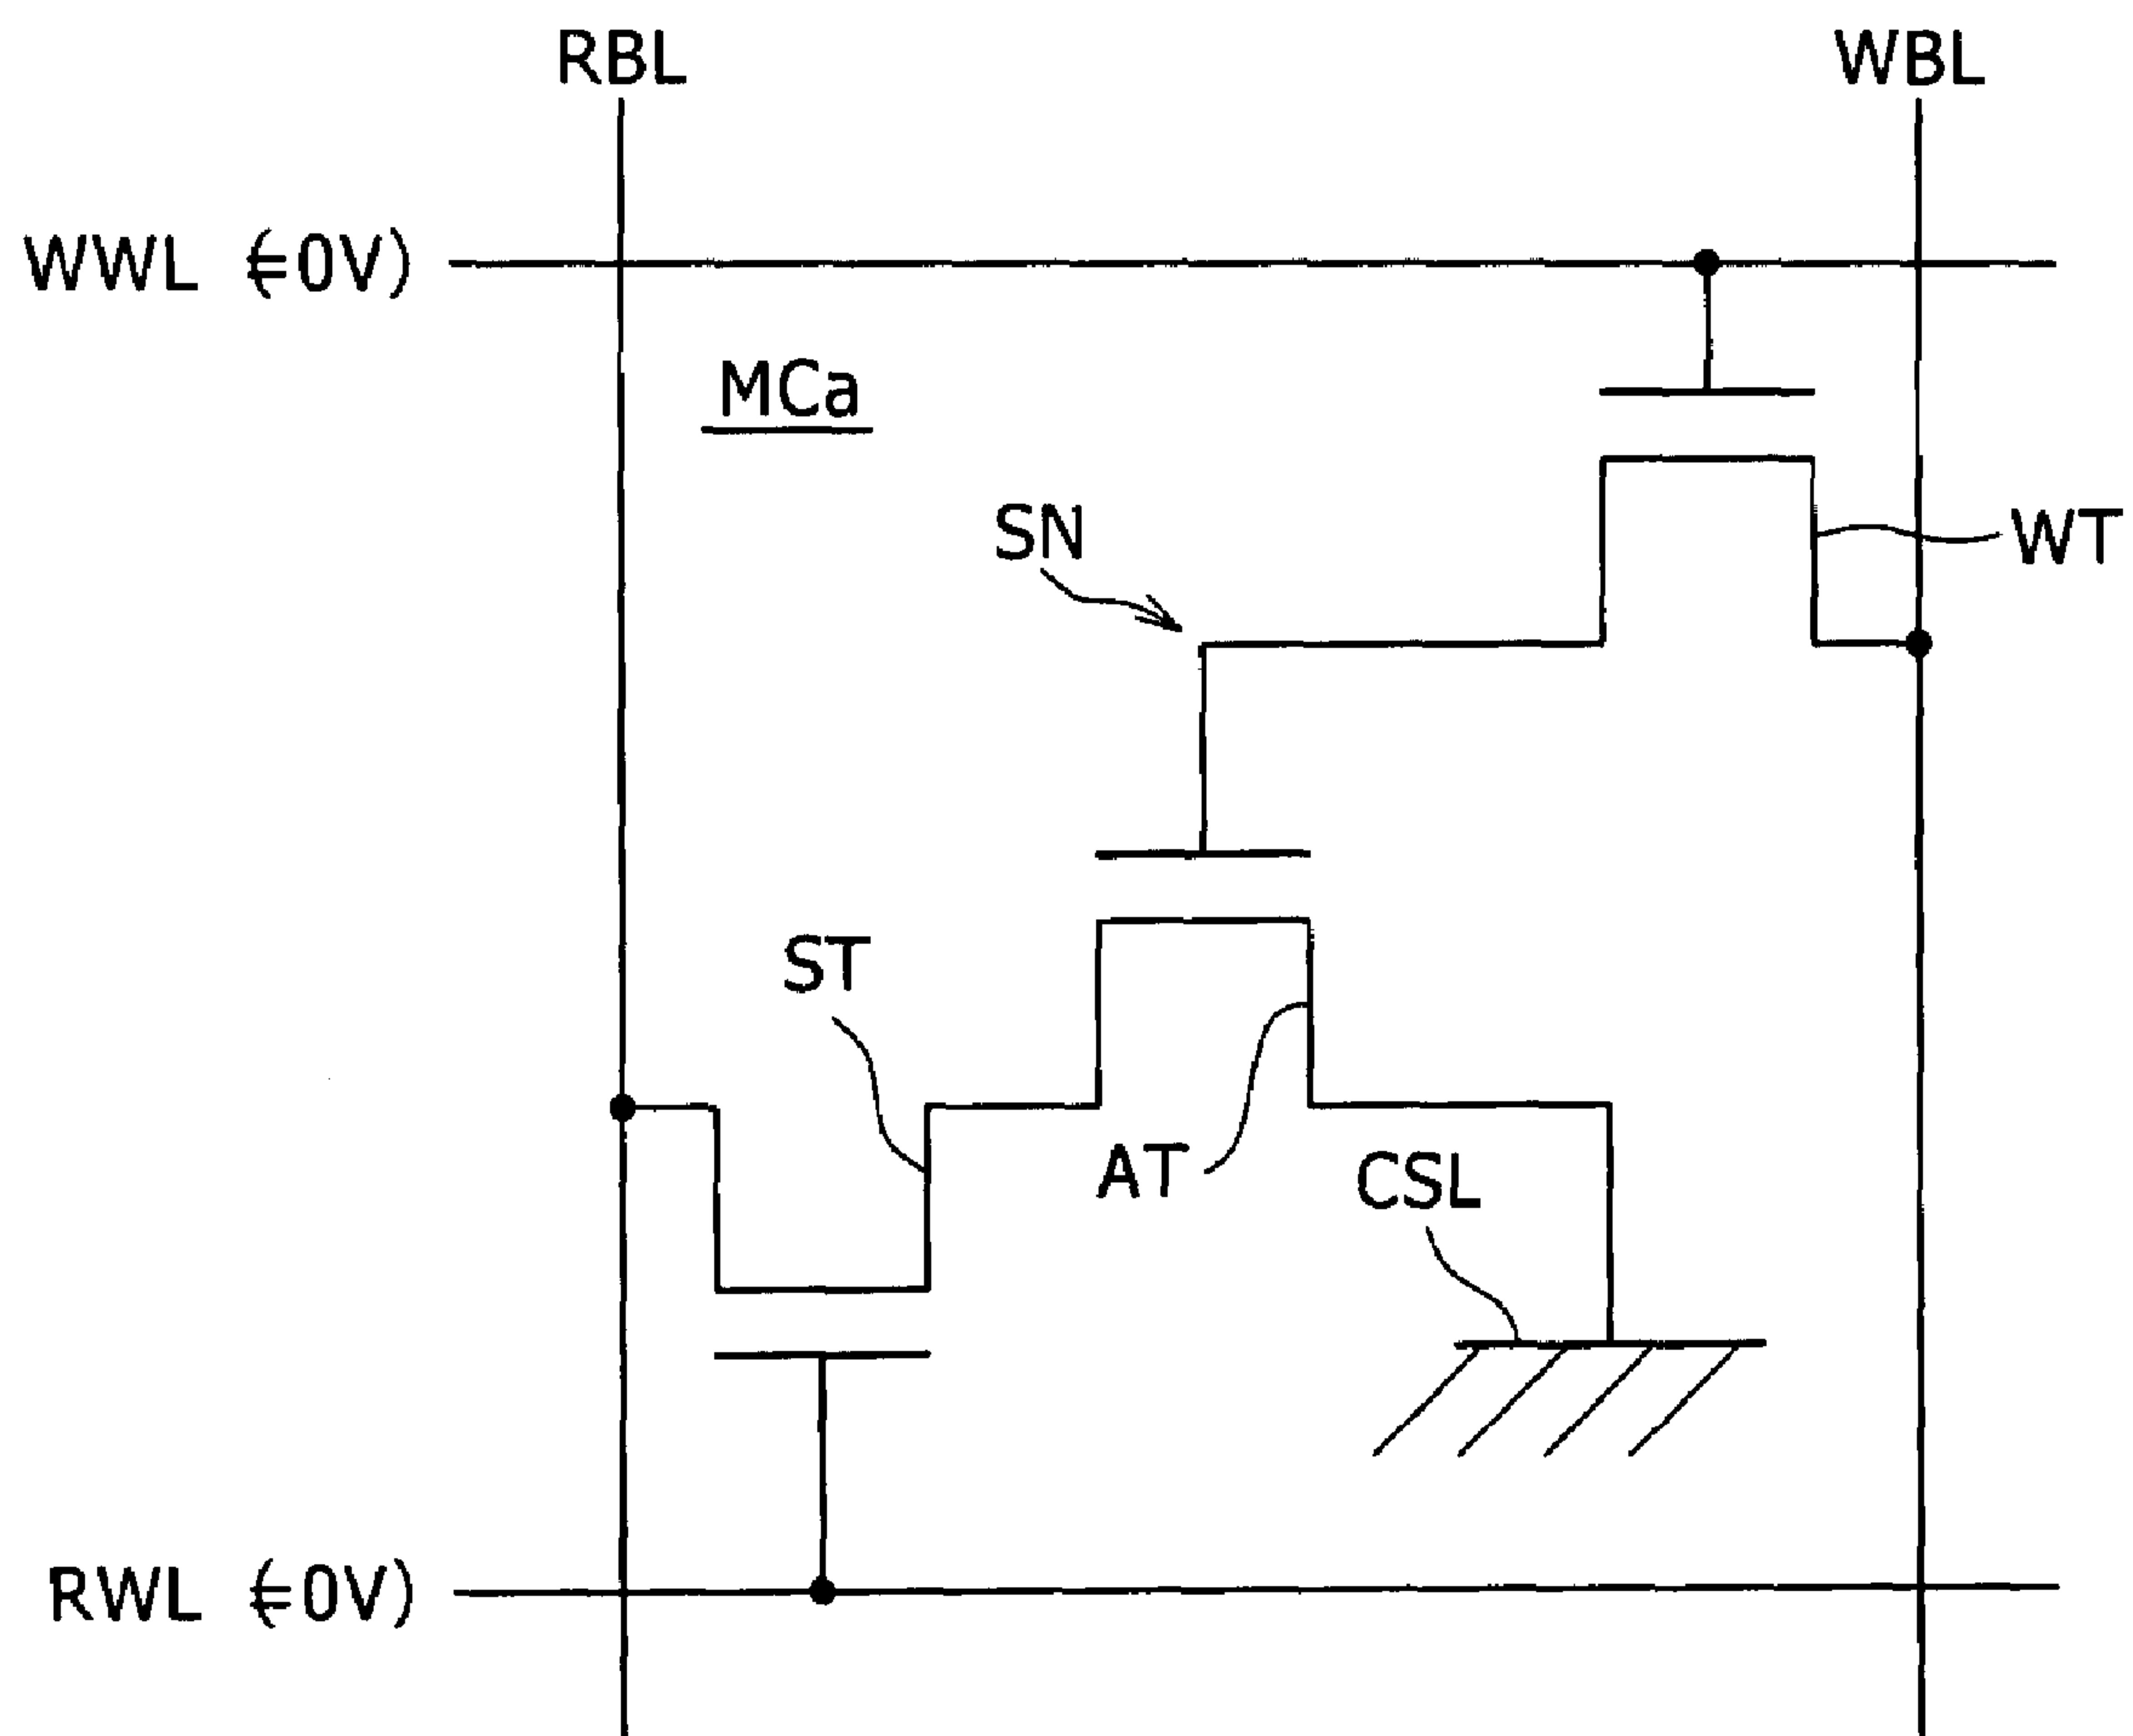 RBL
WBL
WWL (=0V)
MCa
SN
WT
ST
AT
CSL
RWL (=0V)